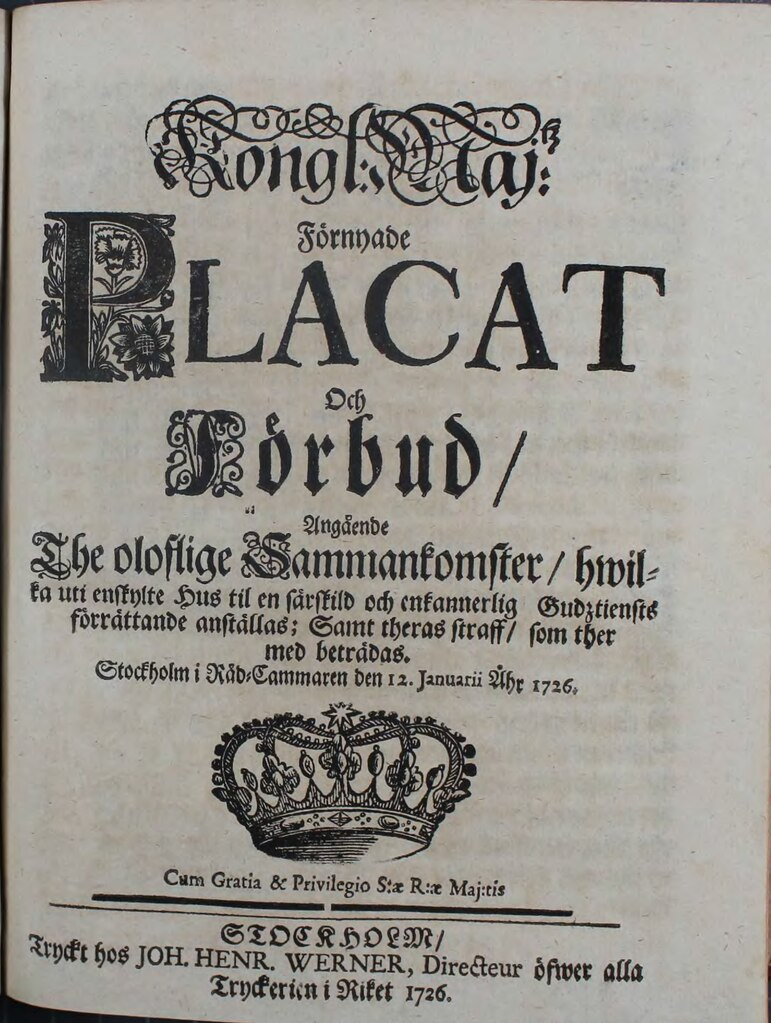 Kongl: Maj:tz
Förnyade
PLACAT
Och
Förbud/
Angående
The oloflige Sammankomster/ hwil-
ka uti enskylte Hus til en särskild och enkannerlig Gudztiensts
förrättande anställas; Samt theras straff/ som ther
med beträdas.
Stockholm i Råd-Cammaren den 12. Januarii Åhr 1726.
Cum Gratia & Privilegio S:æ R:æ Maj:tis
STOCKHOLM/
Tryckt hos JOH. HENR. WERNER, Directeur öfwer alla
Tryckerien i Riket 1726.